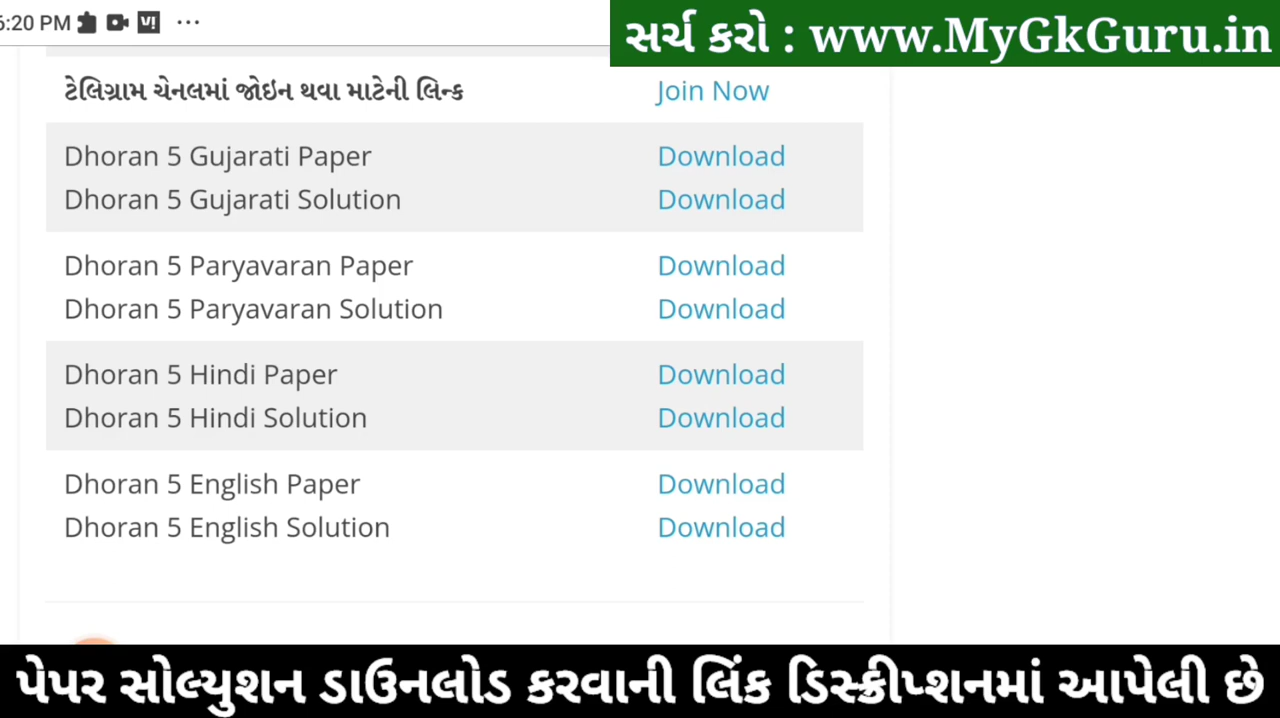 6:20 PM
સર્ચ કરો : www.MyGkGuru.in
ટેલિગ્રામ ચેનલમાં જોઇન થવા માટેની લિન્ક Join Now
Dhoran 5 Gujarati Paper Download
Dhoran 5 Gujarati Solution Download
Dhoran 5 Paryavaran Paper Download
Dhoran 5 Paryavaran Solution Download
Dhoran 5 Hindi Paper Download
Dhoran 5 Hindi Solution Download
Dhoran 5 English Paper Download
Dhoran 5 English Solution Download
પેપર સોલ્યુશન ડાઉનલોડ કરવાની લિંક ડિસ્ક્રીપ્શનમાં આપેલી છે